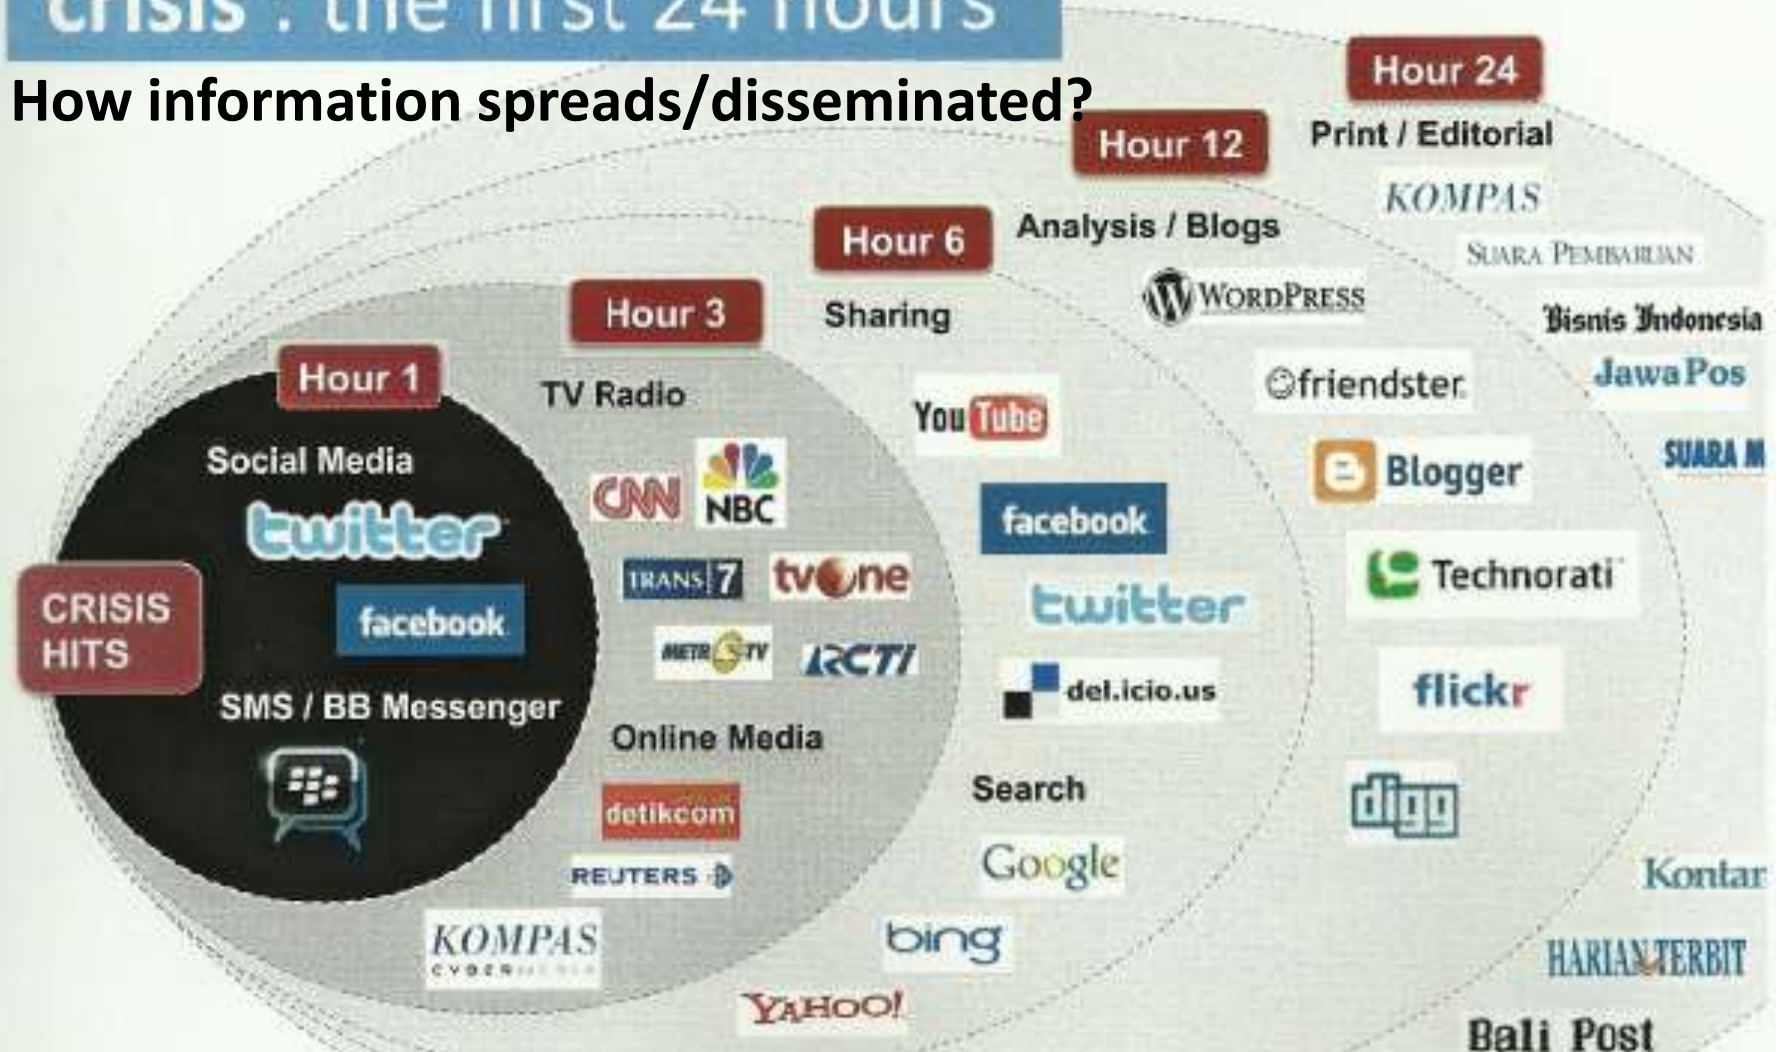 crisis : the first 24 hours
How information spreads/disseminated?
Hour 24
Print / Editorial
KOMPAS
SUARA PEMBARUAN
Bisnis Indonesia
JawaPos
SUARA M
Kontan
HARIAN TERBIT
Bali Post
Hour 12
Analysis / Blogs
WORDPRESS
friendster
Blogger
Technorati
flickr
digg
Hour 6
Sharing
YouTube
facebook
twitter
del.icio.us
Search
Google
bing
YAHOO!
Hour 3
TV Radio
CNN
NBC
TRANS 7
tvOne
METRO TV
RCTI
Online Media
detikcom
REUTERS
KOMPAS
CYBER
Hour 1
Social Media
twitter
facebook
SMS / BB Messenger
CRISIS
HITS